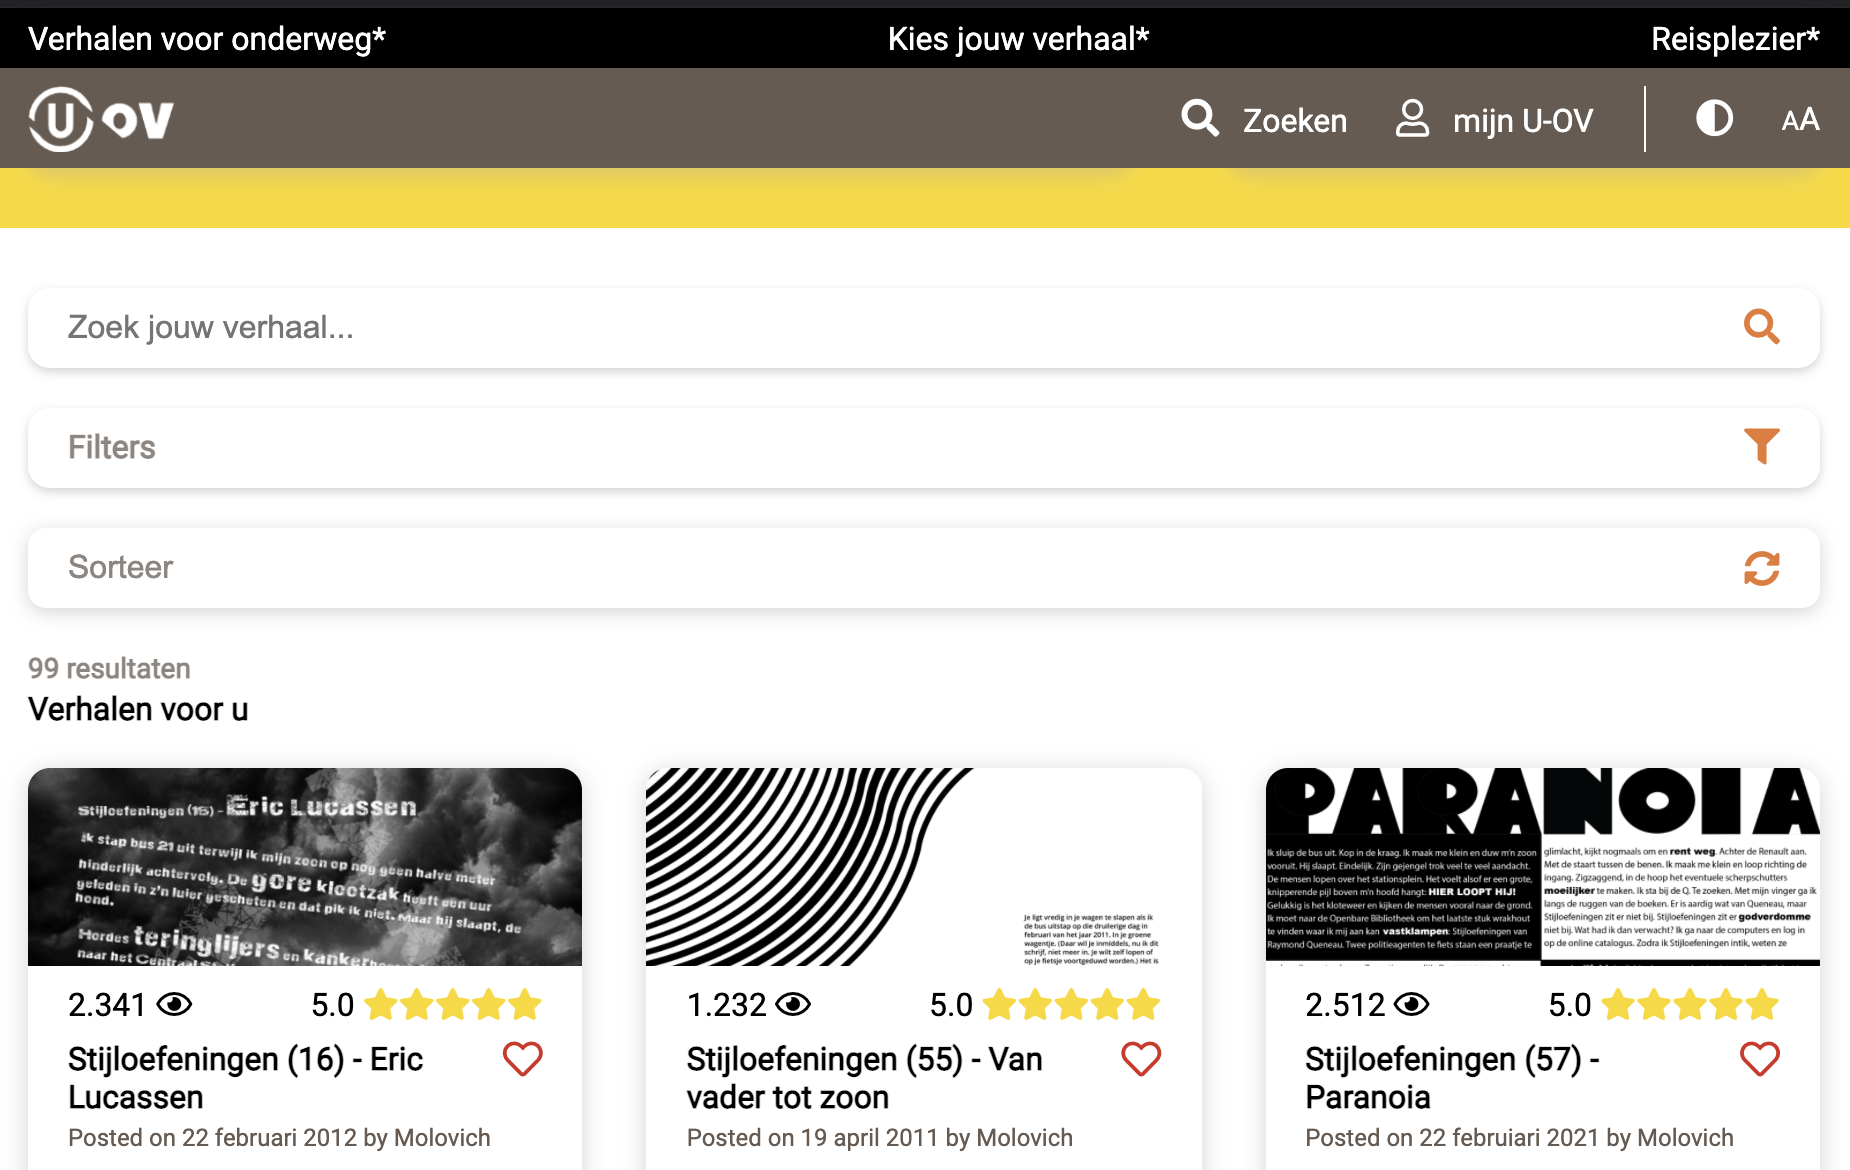 Verhalen voor onderweg*
Kies jouw verhaal*
Reisplezier*
U OV
Zoeken
mijn U-OV
AA
Zoek jouw verhaal...
Filters
Sorteer
99 resultaten
Verhalen voor u
Stijloefeningen (15) - Eric Lucassen
ik stap bus 21 uit terwijl ik mijn zoon op nog geen halve meter
hinderlijk achtervolg. De gore klootzak heeft een uur
geleden in z'n luier gescheten en dat pik ik niet. Maar hij slaapt, de
hond.
Hordes teringlijers en
naar het
Je ligt vredig in je wagen te slapen als ik
de bus uitstap op die druilerige dag in
februari van het jaar 2011. In je groene
wagentje. (Daar wil je inmiddels, nu ik dit
schrijf, niet meer in. Je wilt zelf lopen of
op je fietsje voortgeduwd worden.) Het is
PARANOIA
Ik sluip de bus uit. Kop in de kraag. Ik maak me klein en duw m'n zoon
vooruit. Hij slaapt. Eindelijk. Zijn gejengel trok veel te veel aandacht.
De mensen lopen over het stationsplein. Het voelt alsof er een grote,
knipperende pijl boven m'n hoofd hangt: HIER LOOPT HIJ!
Gelukkig is het kloteweer en kijken de mensen vooral naar de grond.
Ik moet naar de Openbare Bibliotheek om het laatste stuk wrakhout
te vinden waar ik mij aan kan vastklampen: Stijloefeningen van
Raymond Queneau. Twee politieagenten te fiets staan een praatje te
glimlacht, kijkt nogmaals om en rent weg. Achter de Renault aan.
Met de staart tussen de benen. Ik maak me klein en loop richting de
ingang. Zigzaggend, in de hoop het eventuele scherpschutters
moeilijker te maken. Ik sta bij de Q. Te zoeken. Met mijn vinger ga ik
langs de ruggen van de boeken. Er is aardig wat van Queneau, maar
Stijloefeningen zit er niet bij. Stijloefeningen zit er godverdomme
niet bij. Wat had ik dan verwacht? Ik ga naar de computers en log in
op de online catalogus. Zodra ik Stijloefeningen intik, weten ze
2.341
5.0
Stijloefeningen (16) - Eric
Lucassen
Posted on 22 februari 2012 by Molovich
1.232
5.0
Stijloefeningen (55) - Van
vader tot zoon
Posted on 19 april 2011 by Molovich
2.512
5.0
Stijloefeningen (57) -
Paranoia
Posted on 22 februiari 2021 by Molovich